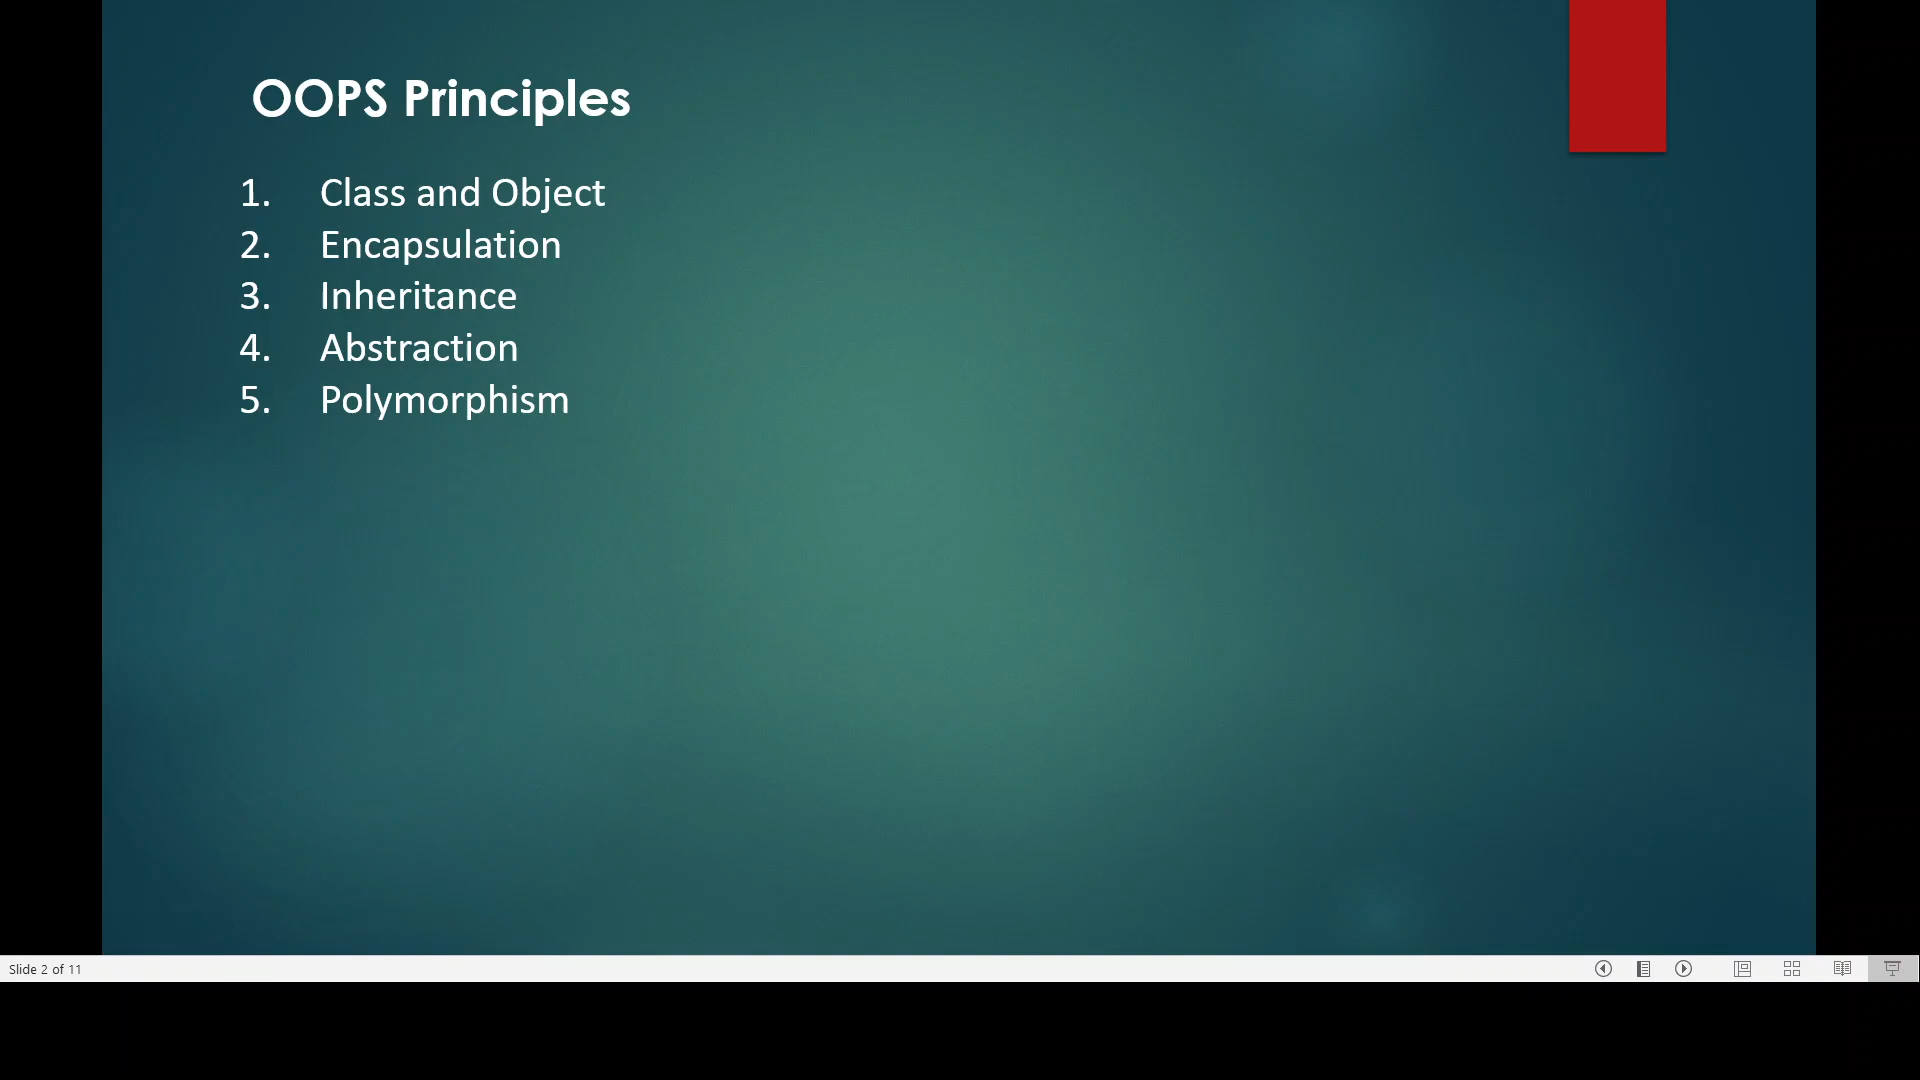 OOPS Principles
1. Class and Object
2. Encapsulation
3. Inheritance
4. Abstraction
5. Polymorphism
Slide 2 of 11